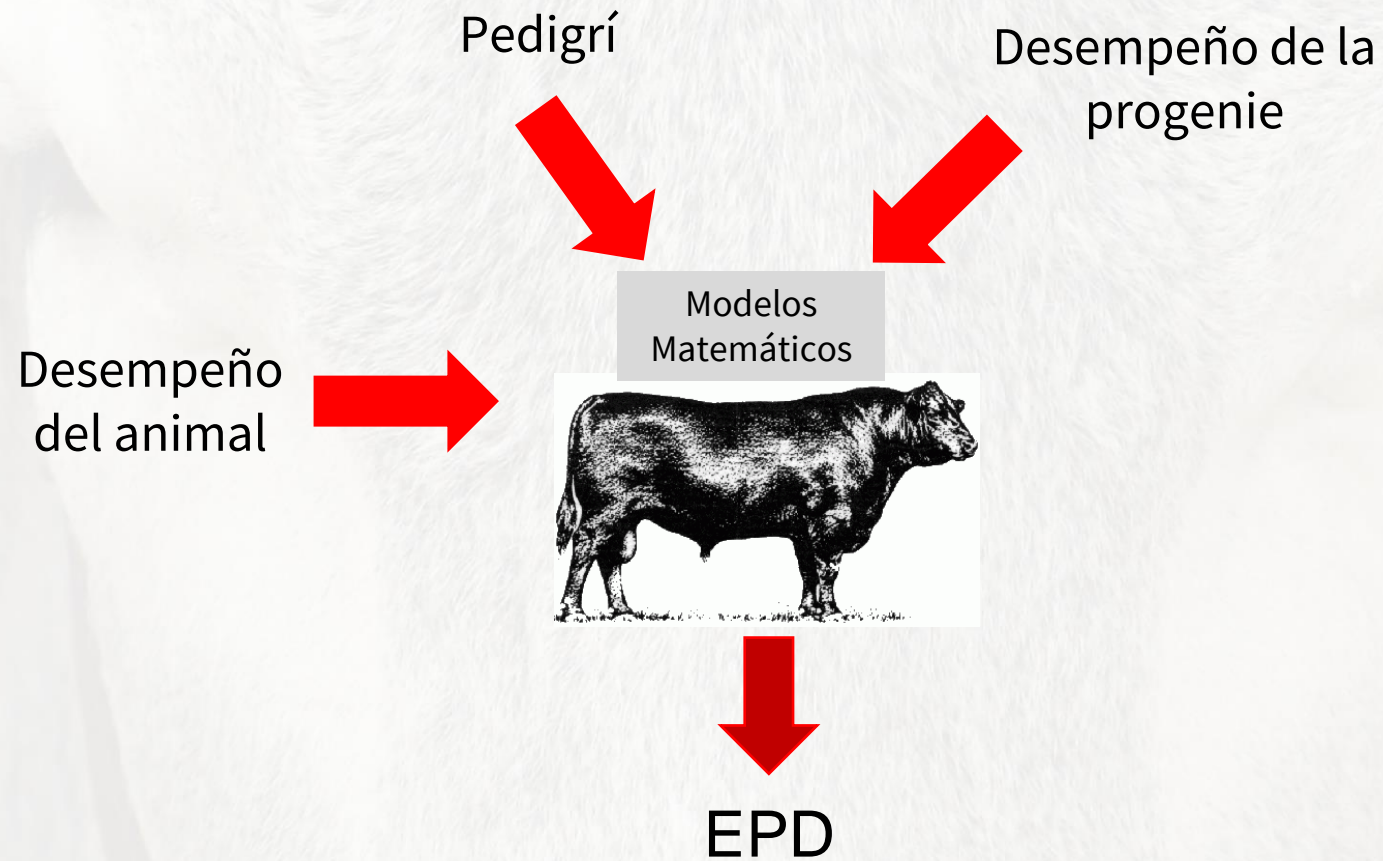 Pedigrí
Desempeño de la
progenie
Modelos
Matemáticos
Desempeño
del animal
EPD